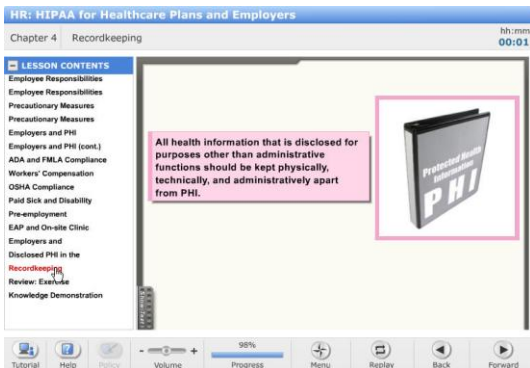 HR: HIPAA for Healthcare Plans and Employers
Chapter 4 Recordkeeping
hh:mm
00:01
LESSON CONTENTS
Employee Responsibilities
Employee Responsibilities
Precautionary Measures
Precautionary Measures
Employers and PHI
Employers and PHI (cont.)
ADA and FMLA Compliance
Workers' Compensation
OSHA Compliance
Paid Sick and Disability
Pre-employment
EAP and On-site Clinic
Employers and
Disclosed PHI in the
Recordkeeping
Review: Exercise
Knowledge Demonstration
All health information that is disclosed for
purposes other than administrative
functions should be kept physically,
technically, and administratively apart
from PHI.
Protected Health
Information
PHI
Show Text
Tutorial
Help
Policy
- +
Volume
98%
Progress
Menu
Replay
Back
Forward